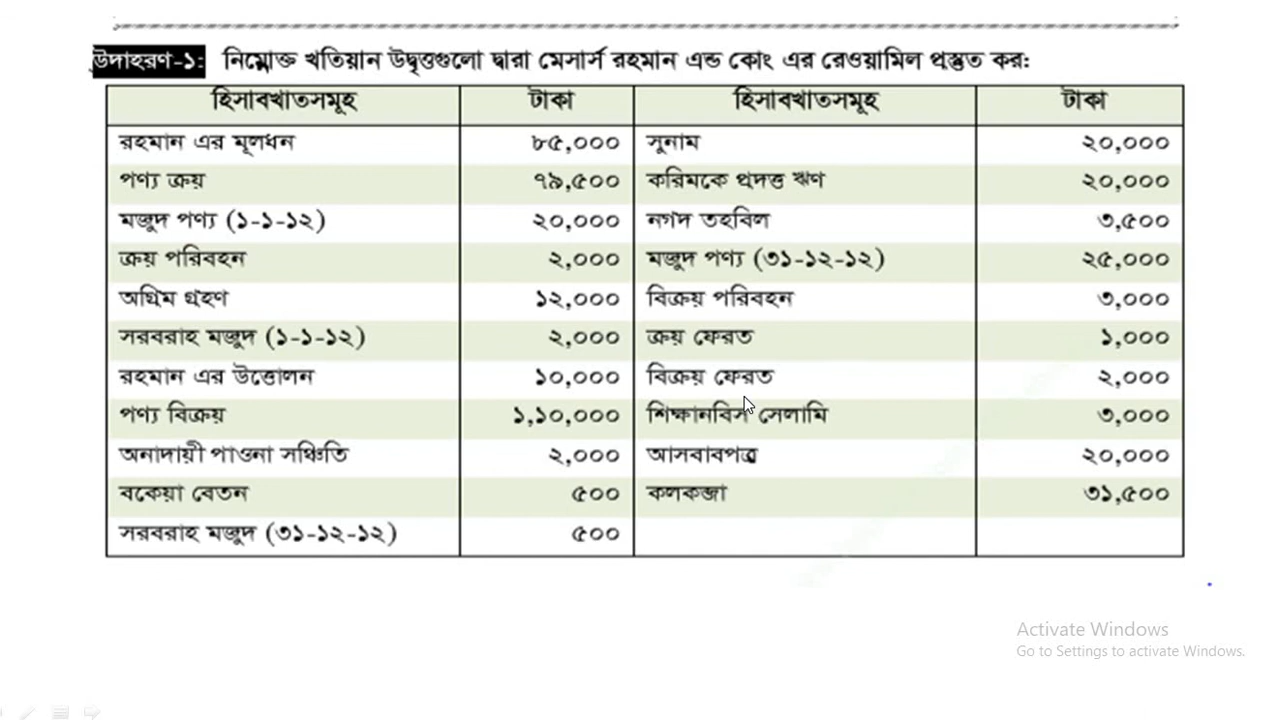 উদাহরণ-১: নিম্মোক্ত খতিয়ান উদ্বৃত্তগুলো দ্বারা মেসার্স রহমান এন্ড কোং এর রেওয়ামিল প্রস্তুত কর:
হিসাবখাতসমূহ টাকা হিসাবখাতসমূহ টাকা
রহমান এর মূলধন ৮৫,০০০ সুনাম ২০,০০০
পণ্য ক্রয় ৭৯,৫০০ করিমকে প্রদত্ত ঋণ ২০,০০০
মজুদ পণ্য (১-১-১২) ২০,০০০ নগদ তহবিল ৩,৫০০
ক্রয় পরিবহন ২,০০০ মজুদ পণ্য (৩১-১২-১২) ২৫,০০০
অগ্রিম গ্রহণ ১২,০০০ বিক্রয় পরিবহন ৩,০০০
সরবরাহ মজুদ (১-১-১২) ২,০০০ ক্রয় ফেরত ১,০০০
রহমান এর উত্তোলন ১০,০০০ বিক্রয় ফেরত ২,০০০
পণ্য বিক্রয় ১,১০,০০০ শিক্ষানবিস সেলামি ৩,০০০
অনাদায়ী পাওনা সঞ্চিতি ২,০০০ আসবাবপত্র ২০,০০০
বকেয়া বেতন ৫০০ কলকব্জা ৩১,৫০০
সরবরাহ মজুদ (৩১-১২-১২) ৫০০
Activate Windows
Go to Settings to activate Windows.